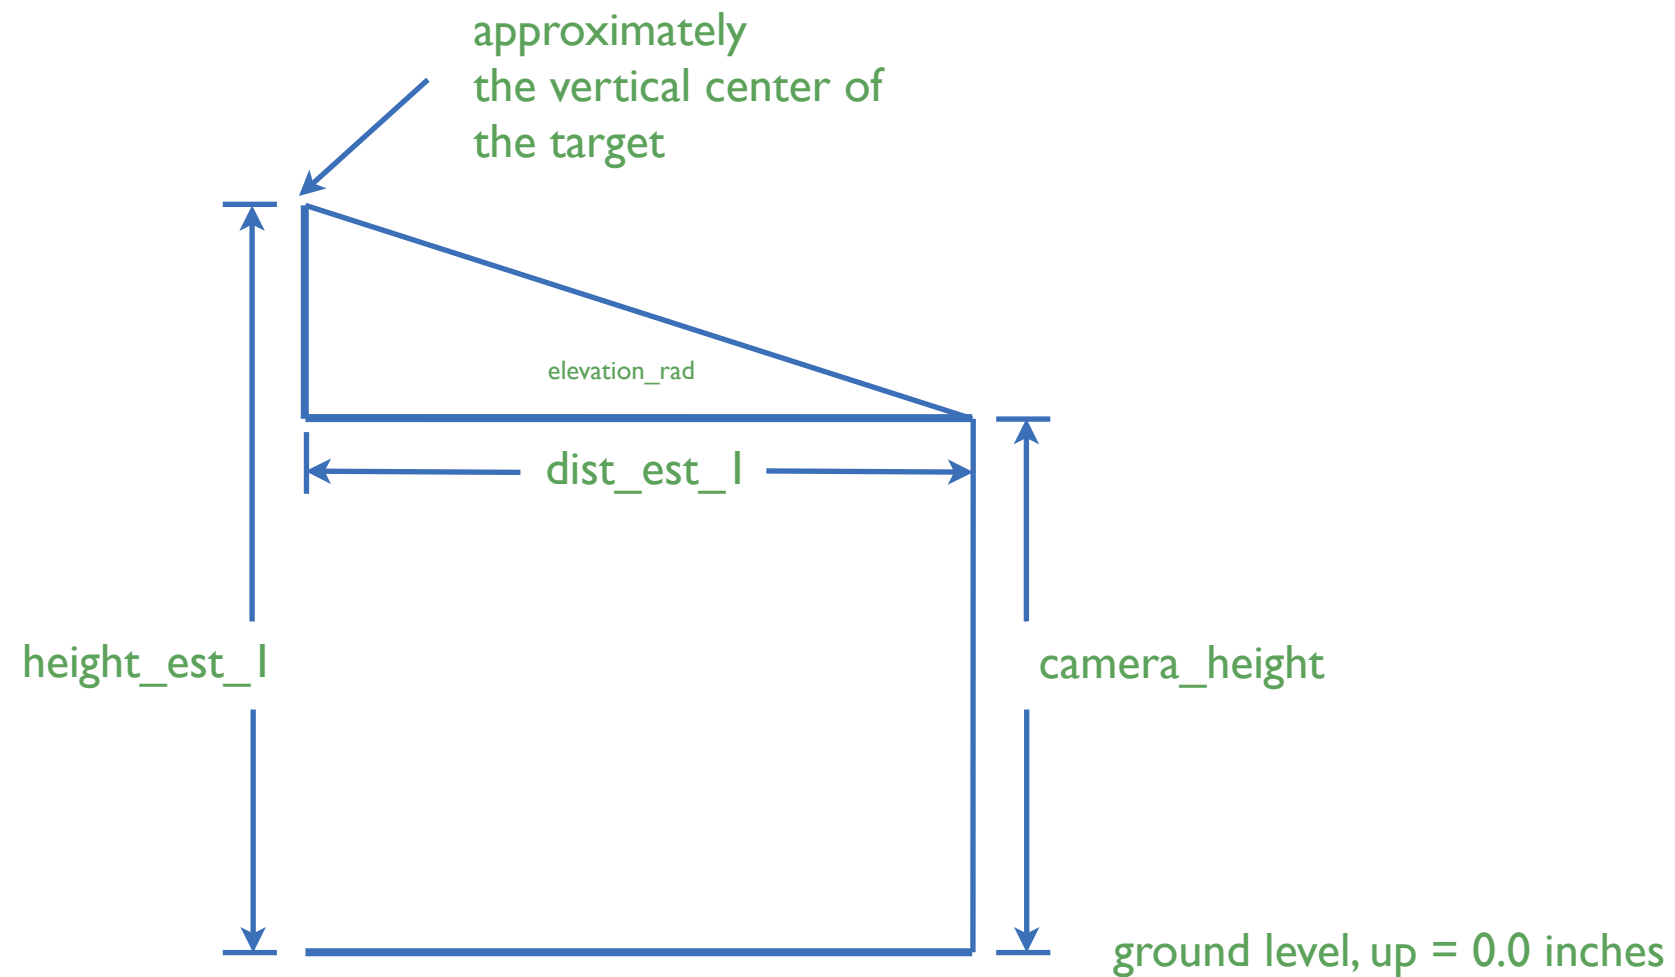 approximately
the vertical center of
the target
elevation_rad
dist_est_1
height_est_1
camera_height
ground level, up = 0.0 inches